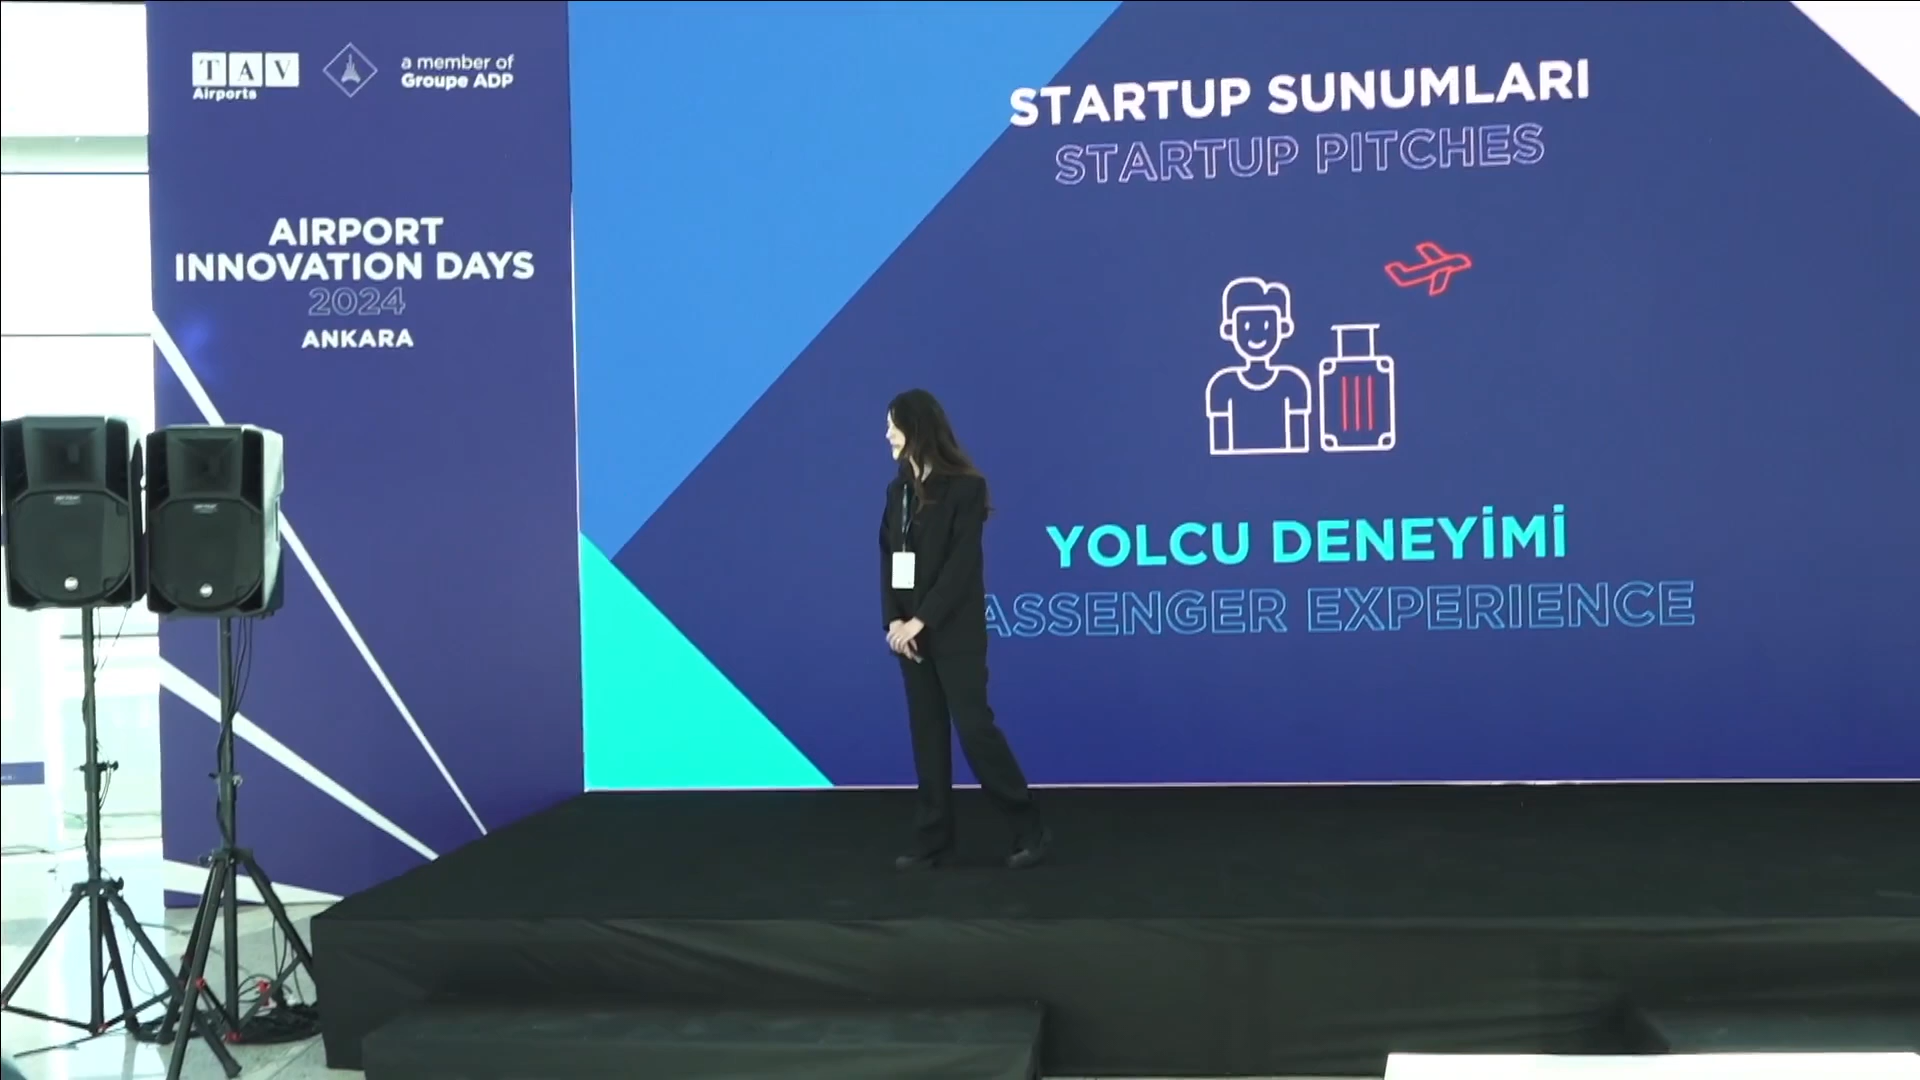 TAV
Airports
a member of
Groupe ADP
AIRPORT
INNOVATION DAYS
2024
ANKARA
STARTUP SUNUMLARI
STARTUP PITCHES
YOLCU DENEYİMİ
ASSENGER EXPERIENCE